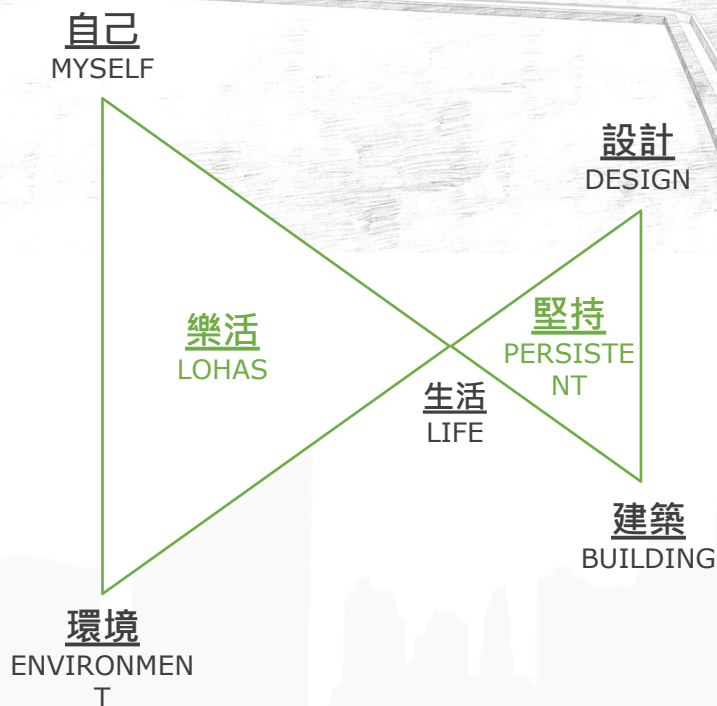 自己
MYSELF
設計
DESIGN
樂活
LOHAS
堅持
PERSISTE
NT
生活
LIFE
建築
BUILDING
環境
ENVIRONMEN
T